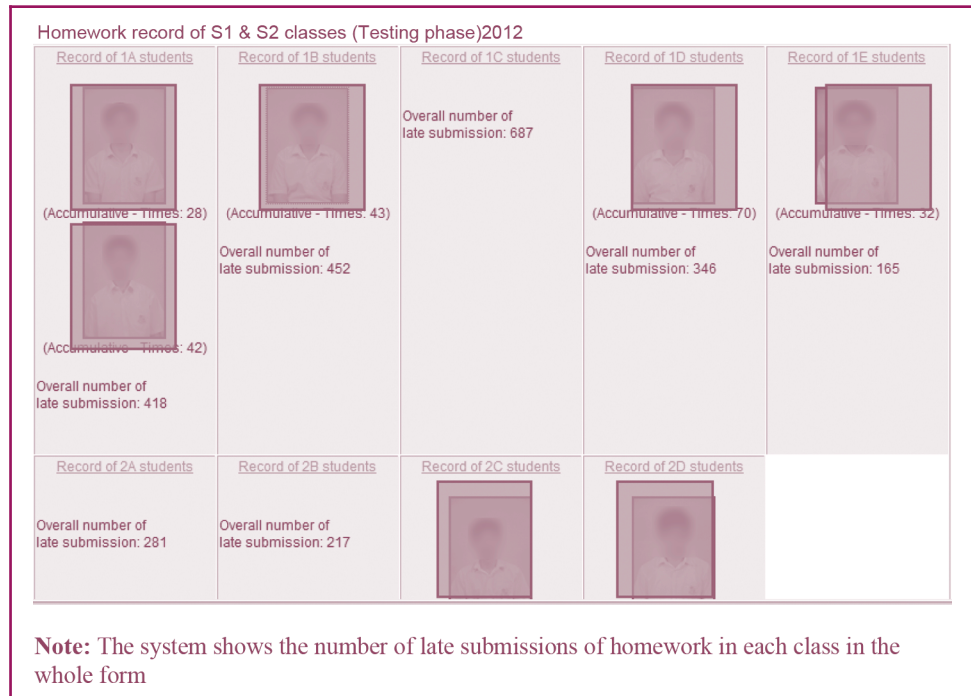 Homework record of S1 & S2 classes (Testing phase)2012
Record of 1A students
(Accumulative - Times: 28)
(Accumulative - Times: 42)
Overall number of
late submission: 418
Record of 1B students
(Accumulative - Times: 43)
Overall number of
late submission: 452
Record of 1C students
Overall number of
late submission: 687
Record of 1D students
(Accumulative - Times: 70)
Overall number of
late submission: 346
Record of 1E students
(Accumulative - Times: 32)
Overall number of
late submission: 165
Record of 2A students
Overall number of
late submission: 281
Record of 2B students
Overall number of
late submission: 217
Record of 2C students
Record of 2D students
Note: The system shows the number of late submissions of homework in each class in the
whole form